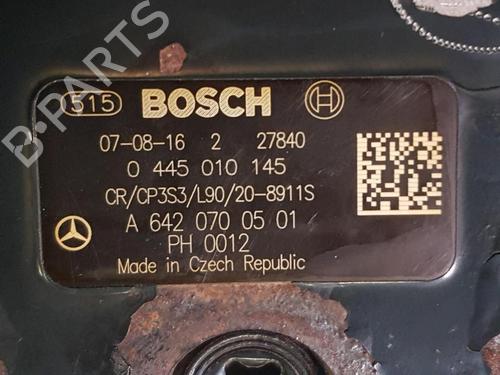 515 BOSCH
07-08-16 2 27840
0 445 010 145
CR/CP3S3/L90/20-8911S
A 642 070 05 01
PH 0012
Made in Czech Republic
B-PARTS